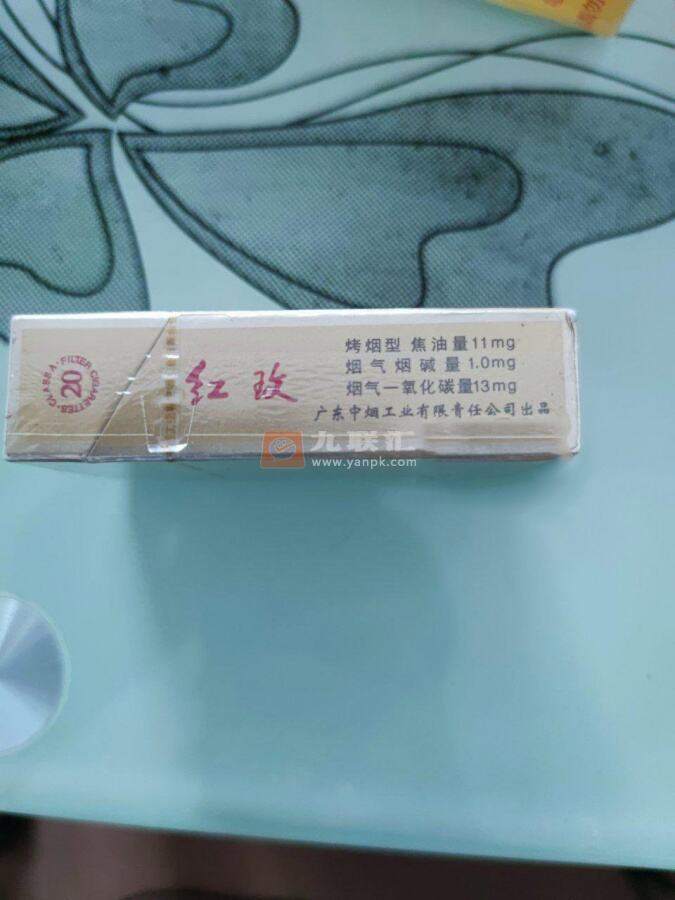 CLASS A · FILTER CIGARETTES ·
20
红玫
烤烟型 焦油量11mg
烟气烟碱量 1.0mg
烟气一氧化碳量13mg
广东中烟工业有限责任公司出品
九联汇
www.yanpk.com